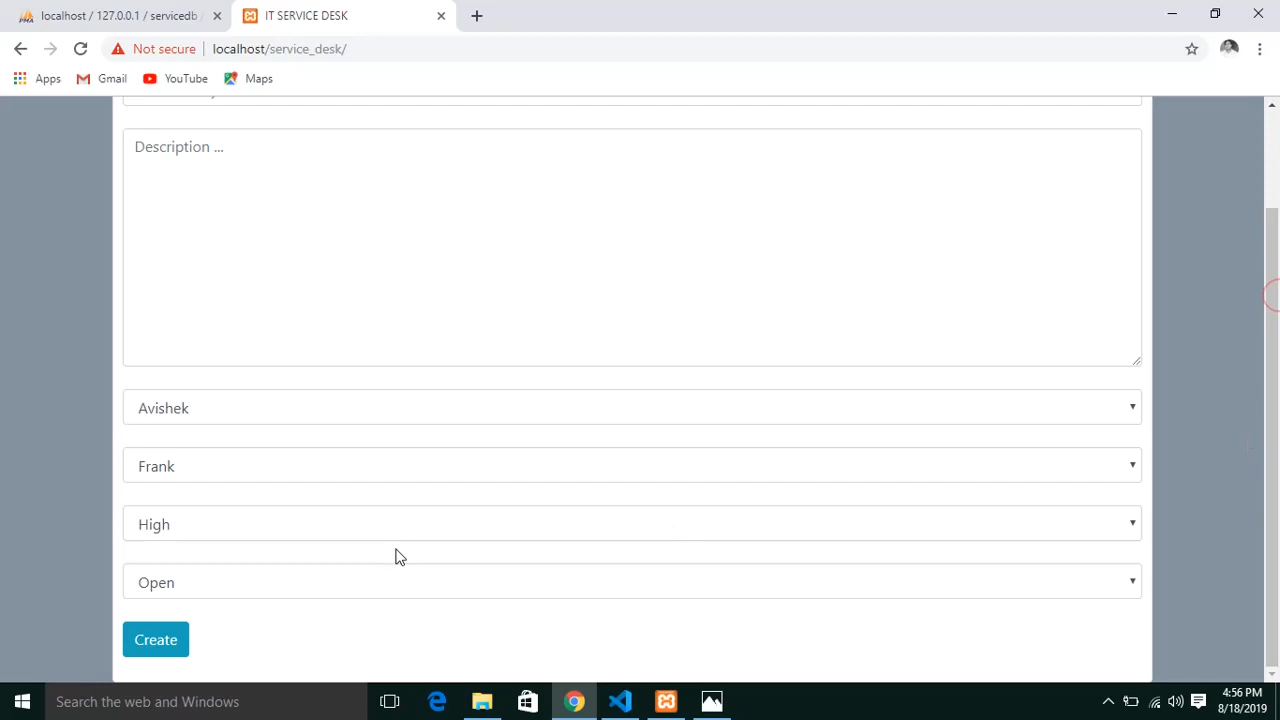 localhost / 127.0.0.1 / servicedb
IT SERVICE DESK
Not secure
localhost/service_desk/
Apps
Gmail
YouTube
Maps
Description ...
Avishek
Frank
High
Open
Create
Search the web and Windows
4:56 PM
8/18/2019